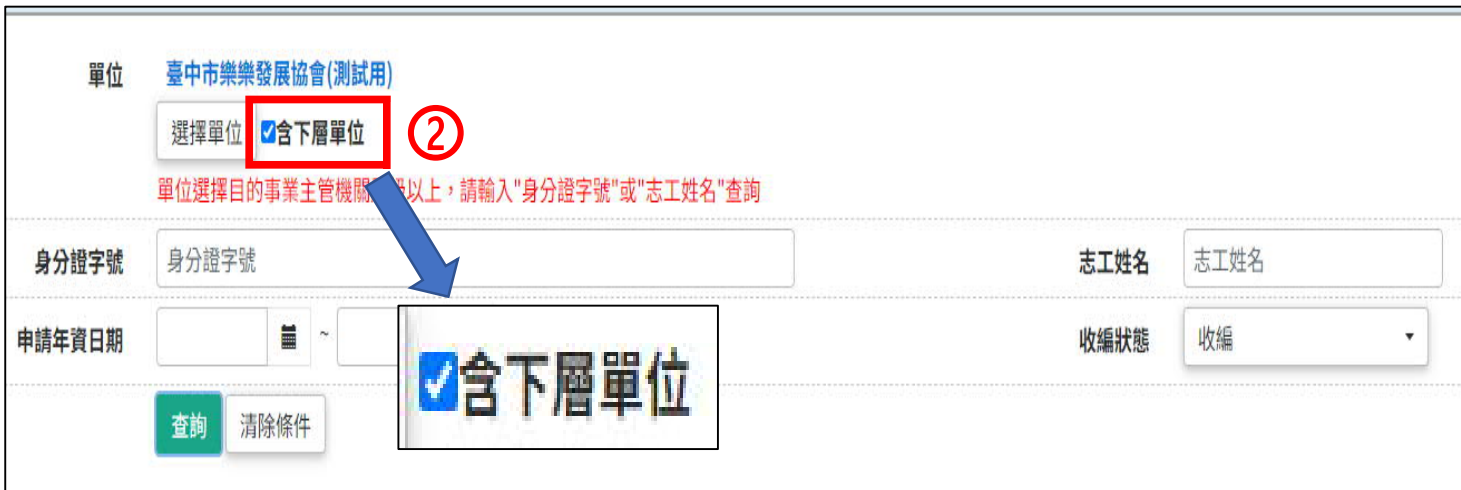 單位 臺中市樂樂發展協會(測試用)
選擇單位 含下層單位 ②
單位選擇目的事業主管機關 以上，請輸入"身分證字號"或"志工姓名"查詢
身分證字號 身分證字號 志工姓名 志工姓名
申請年資日期 ~ 收編狀態 收編
含下層單位
查詢 清除條件